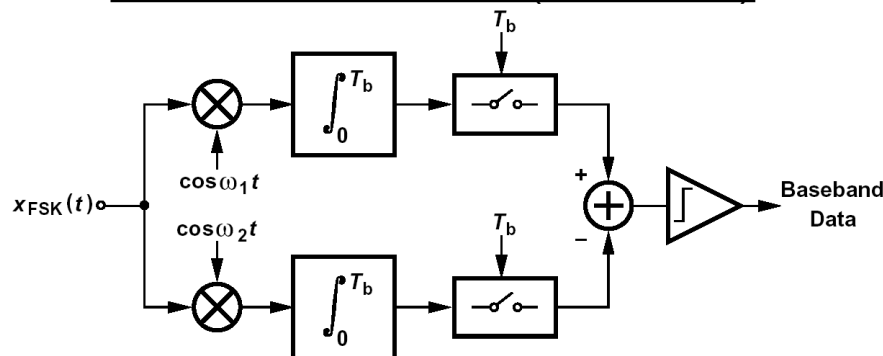 T_b
∫₀^{T_b}
cosω₁t
x_FSK(t)
+
Baseband
Data
cosω₂t
−
T_b
∫₀^{T_b}